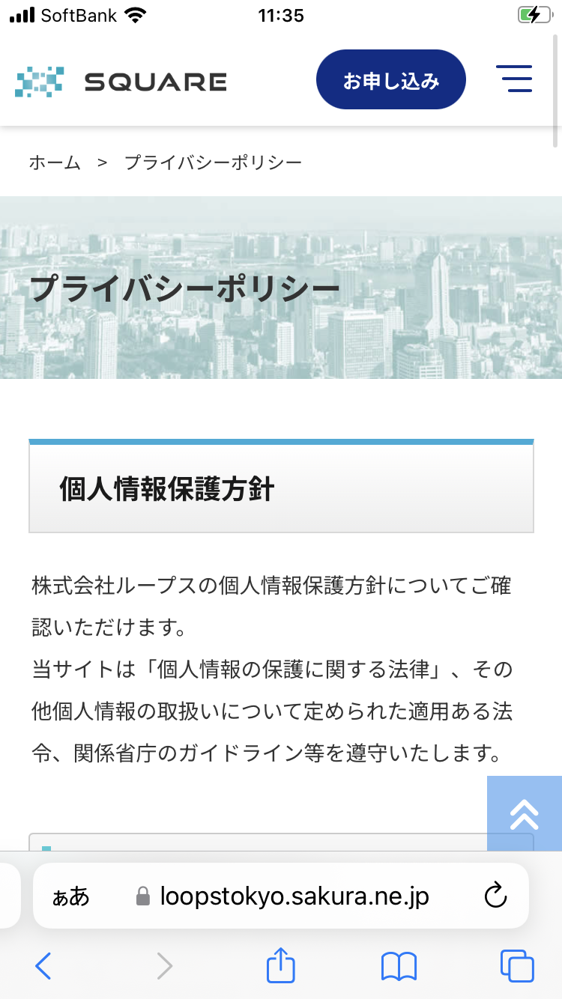 SoftBank 11:35
SQUARE お申し込み
ホーム > プライバシーポリシー
プライバシーポリシー
個人情報保護方針
株式会社ループスの個人情報保護方針についてご確
認いただけます。
当サイトは「個人情報の保護に関する法律」、その
他個人情報の取扱いについて定められた適用ある法
令、関係省庁のガイドライン等を遵守いたします。
ぁあ loopstokyo.sakura.ne.jp